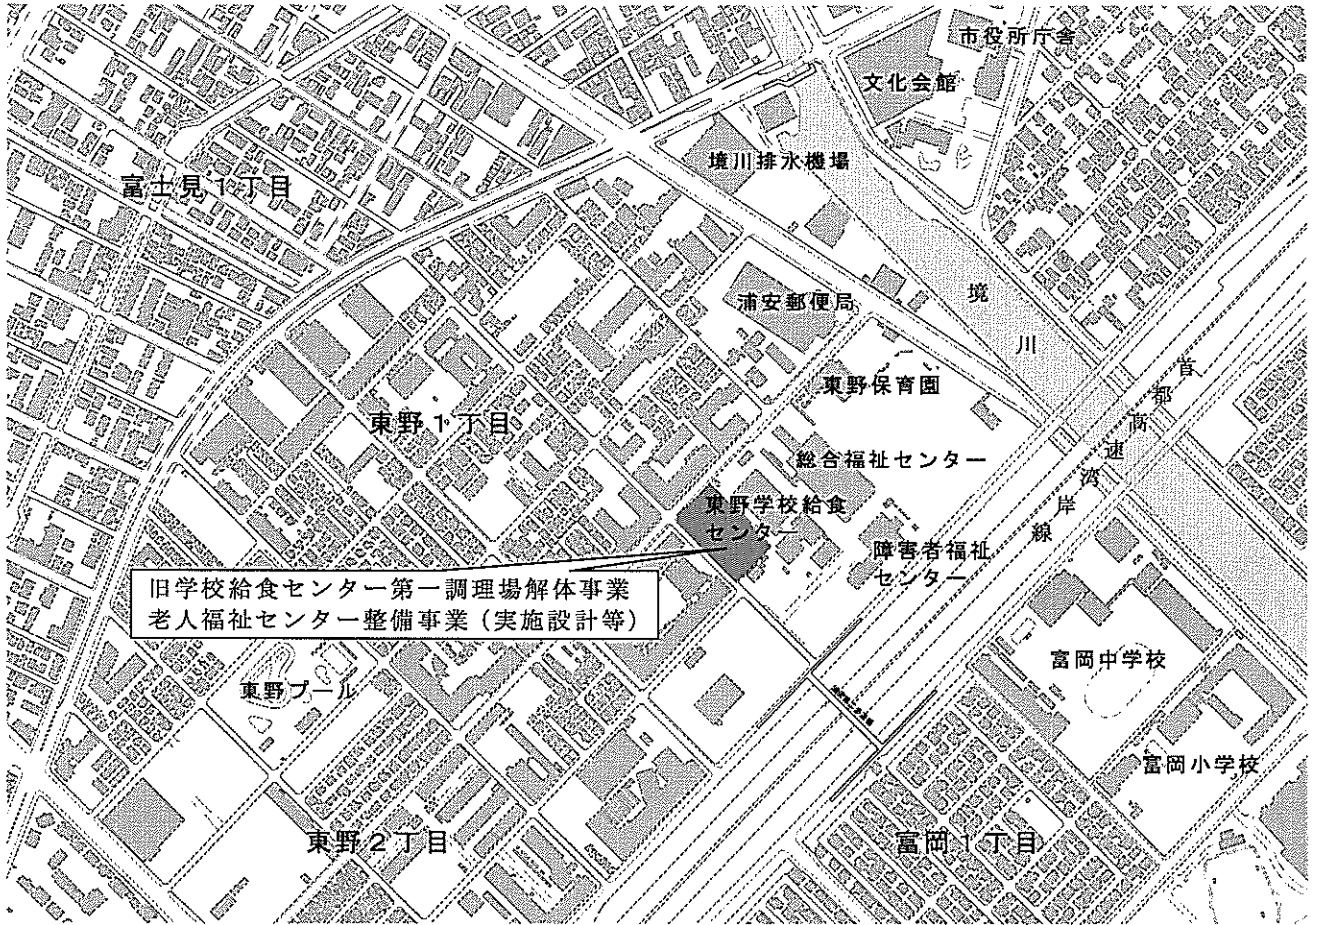 市役所庁舎
文化会館
境川排水機場
富士見1丁目
浦安郵便局
境
川
首
都
高
速
湾
岸
線
東野保育園
東野1丁目
総合福祉センター
東野学校給食
センター
障害者福祉
センター
旧学校給食センター第一調理場解体事業
老人福祉センター整備事業（実施設計等）
富岡中学校
東野プール
富岡小学校
東野2丁目
富岡1丁目